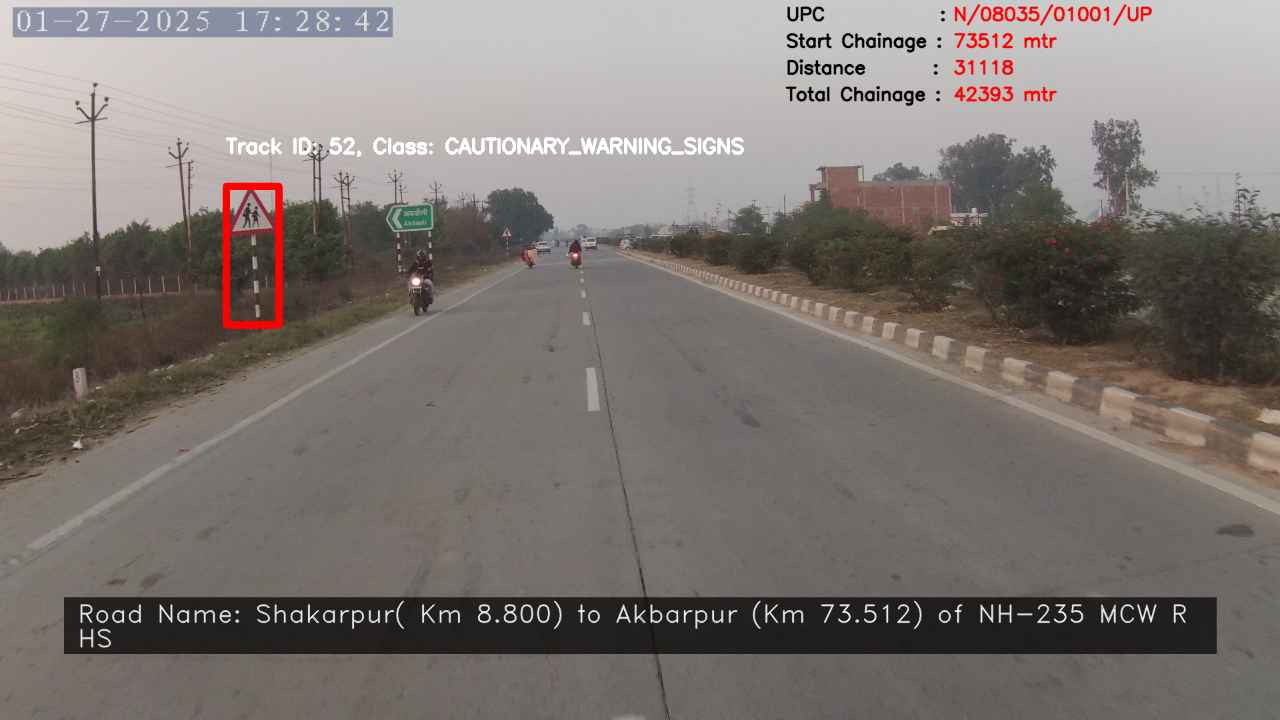 01-27-2025 17:28:42
UPC : N/08035/01001/UP
Start Chainage : 73512 mtr
Distance : 31118
Total Chainage : 42393 mtr
Track ID: 52, Class: CAUTIONARY_WARNING_SIGNS
Road Name: Shakarpur( Km 8.800) to Akbarpur (Km 73.512) of NH-235 MCW R
HS